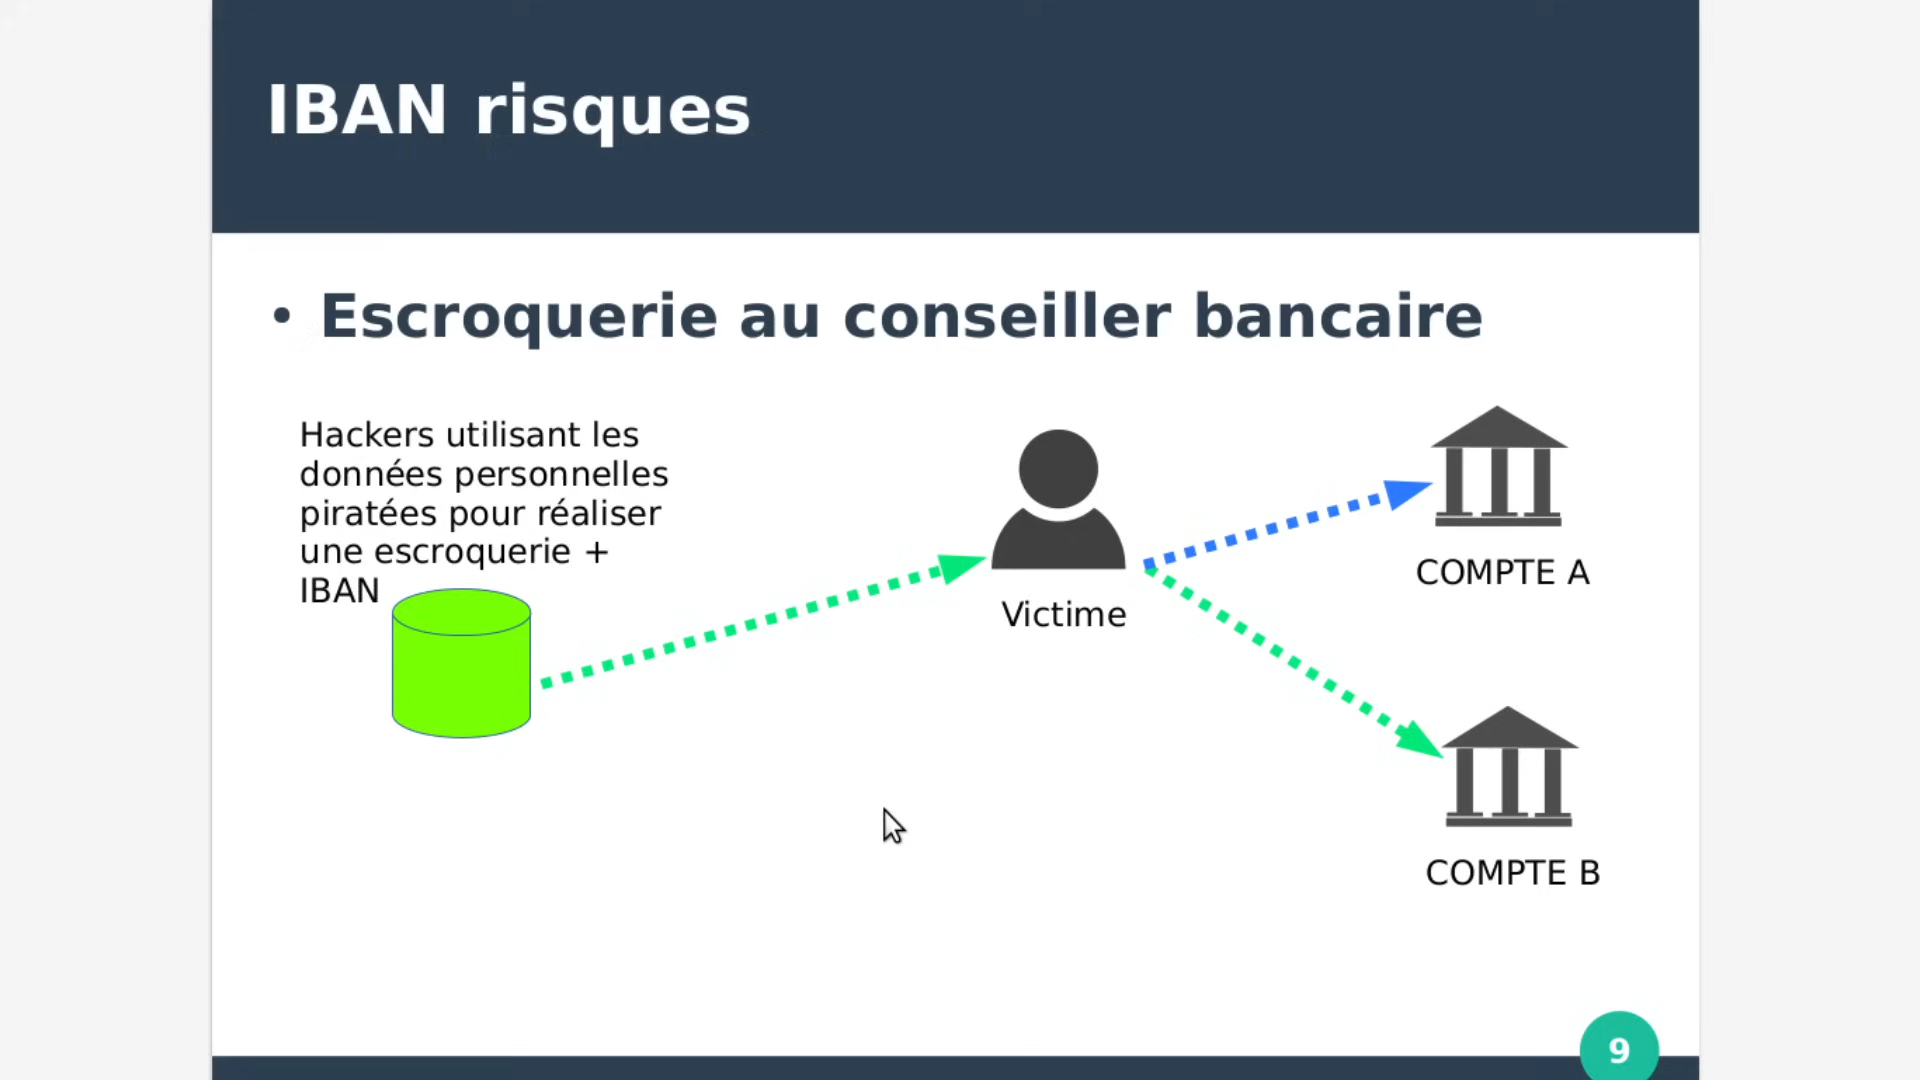 IBAN risques
• Escroquerie au conseiller bancaire
Hackers utilisant les
données personnelles
piratées pour réaliser
une escroquerie +
IBAN
Victime
COMPTE A
COMPTE B
9